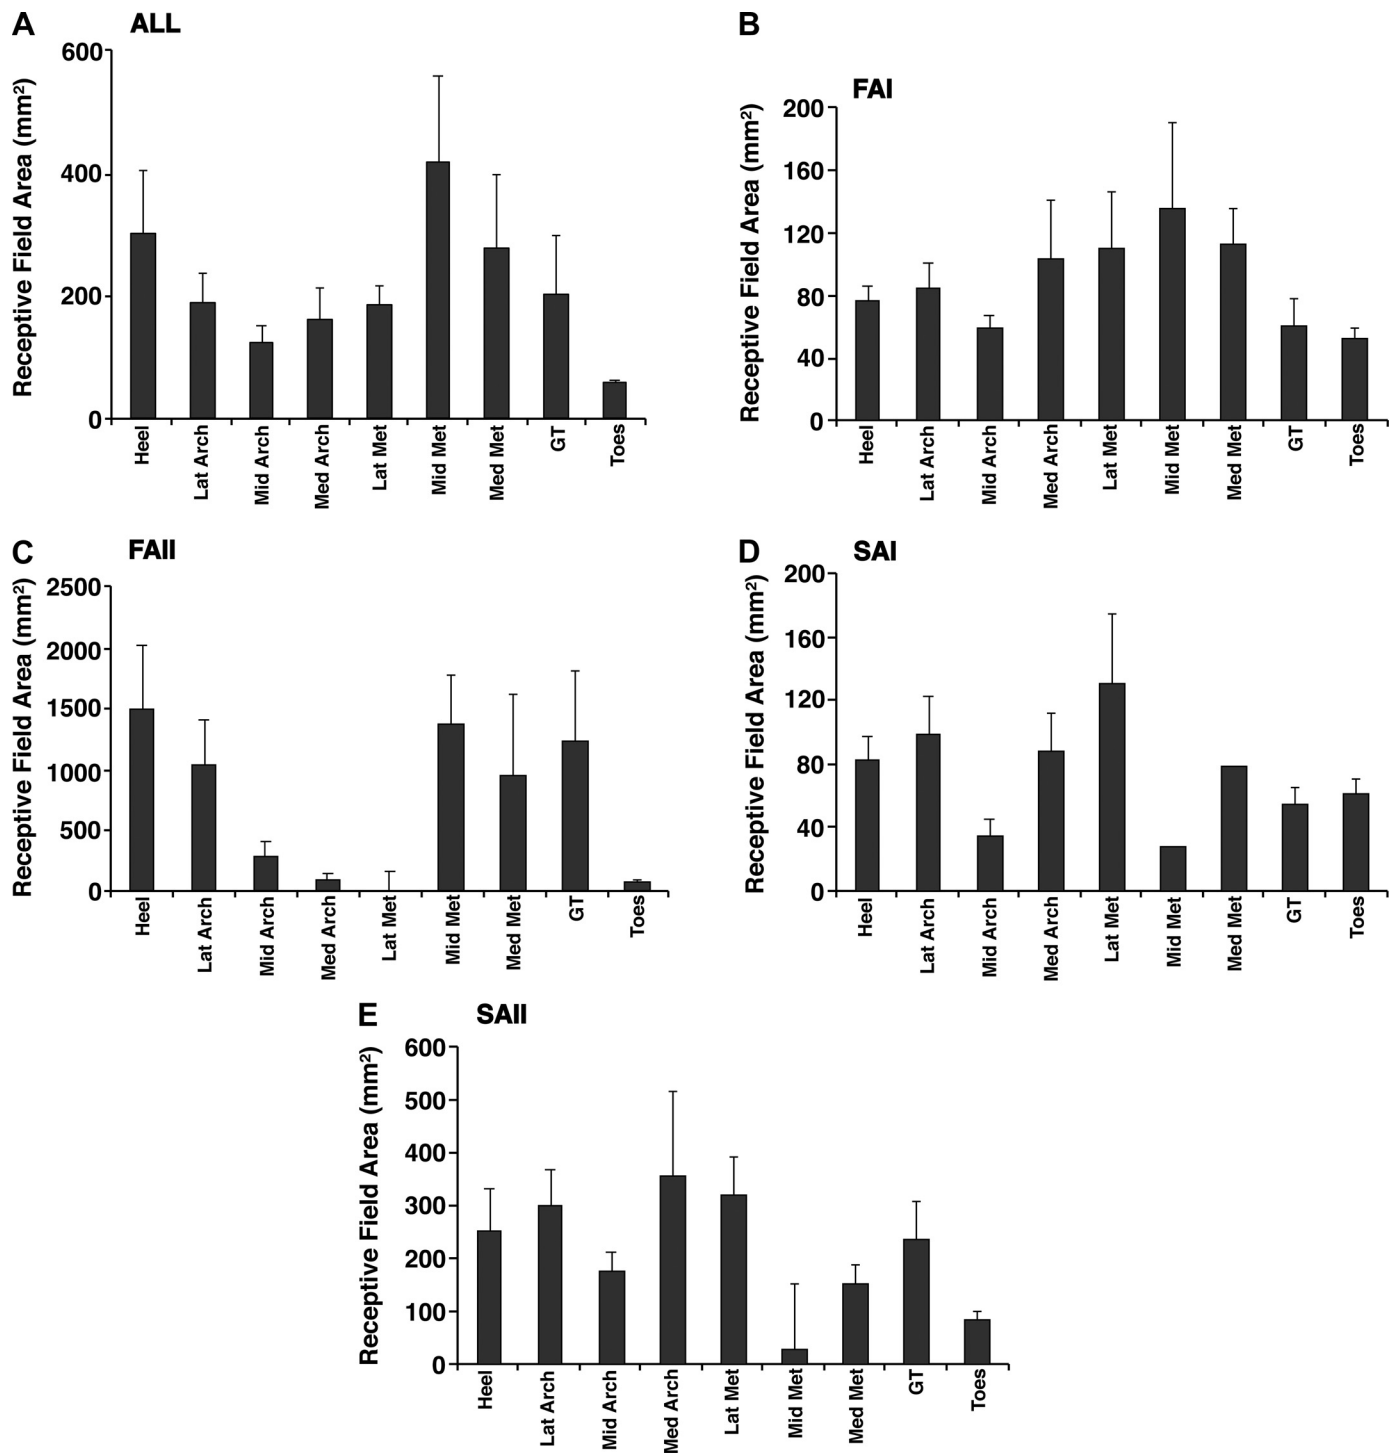 A
ALL
Receptive Field Area (mm²)
600
400
200
0
Heel
Lat Arch
Mid Arch
Med Arch
Lat Met
Mid Met
Med Met
GT
Toes
B
FAI
Receptive Field Area (mm²)
200
160
120
80
40
0
Heel
Lat Arch
Mid Arch
Med Arch
Lat Met
Mid Met
Med Met
GT
Toes
C
FAII
Receptive Field Area (mm²)
2500
2000
1500
1000
500
0
Heel
Lat Arch
Mid Arch
Med Arch
Lat Met
Mid Met
Med Met
GT
Toes
D
SAI
Receptive Field Area (mm²)
200
160
120
80
40
0
Heel
Lat Arch
Mid Arch
Med Arch
Lat Met
Mid Met
Med Met
GT
Toes
E
SAII
Receptive Field Area (mm²)
600
500
400
300
200
100
0
Heel
Lat Arch
Mid Arch
Med Arch
Lat Met
Mid Met
Med Met
GT
Toes